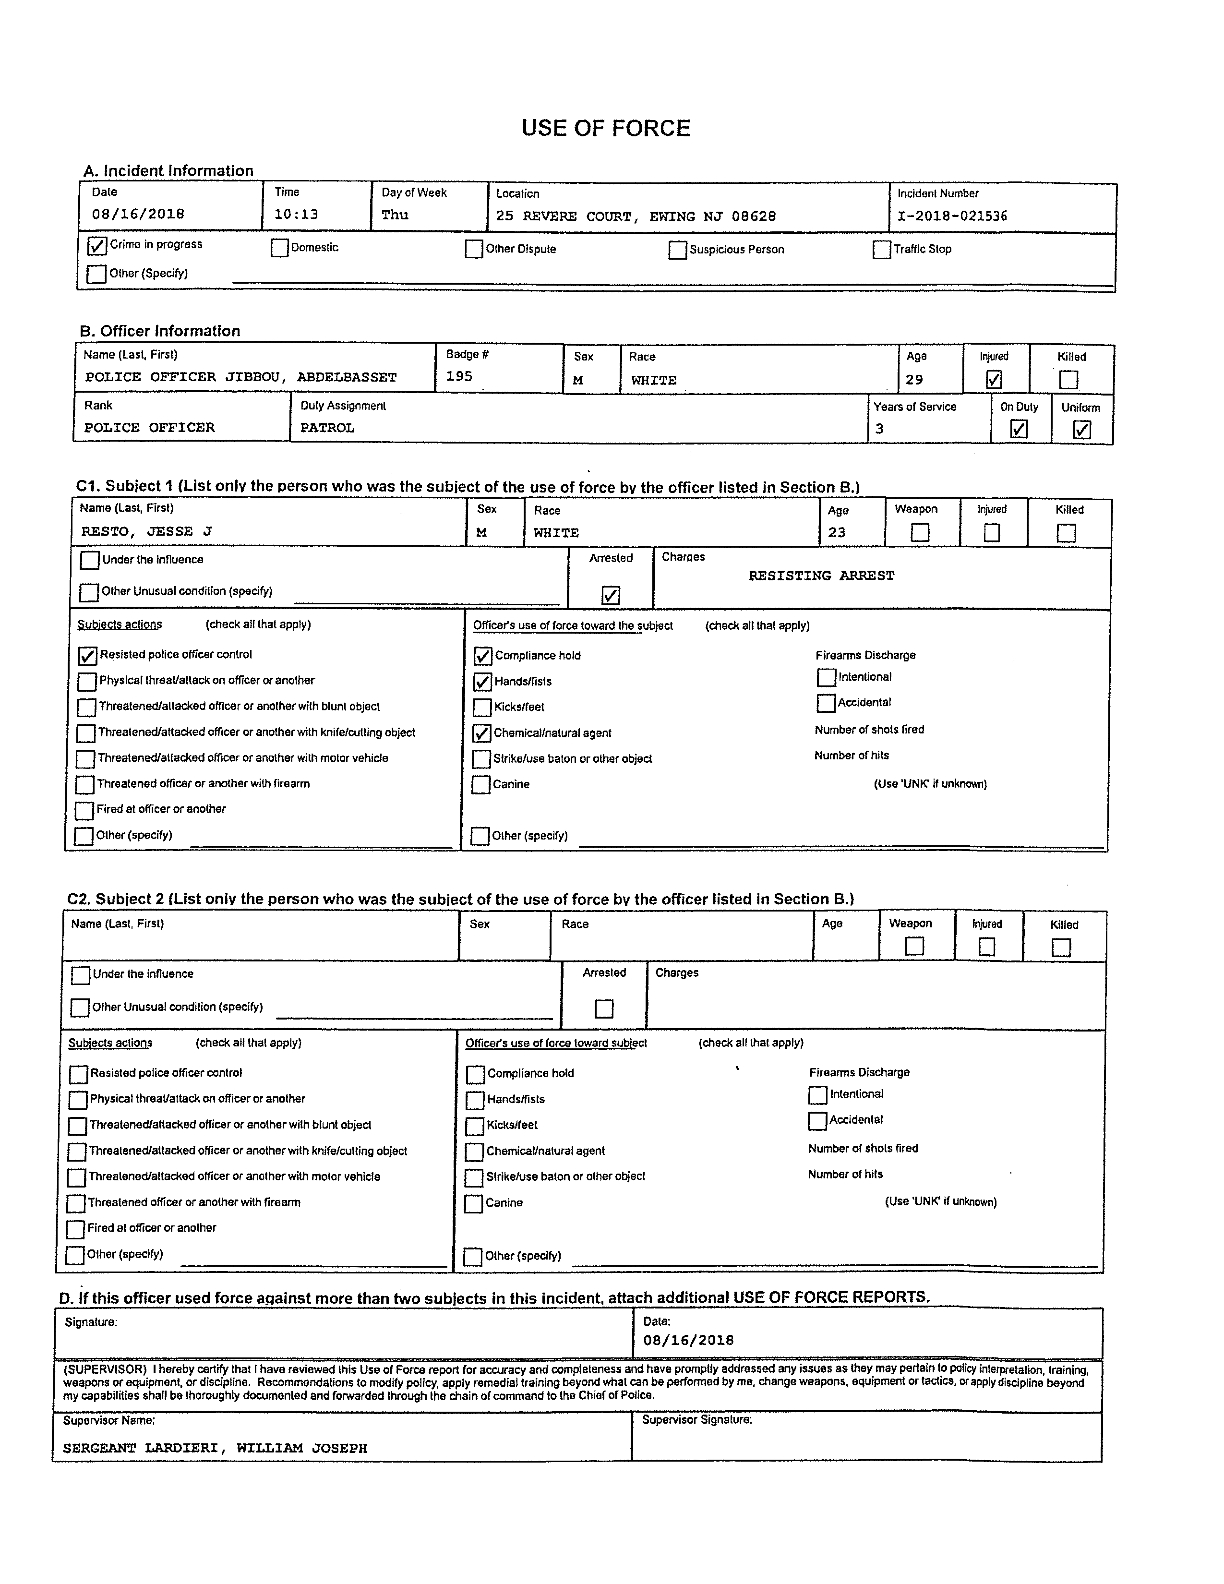 USE OF FORCE
A. Incident Information
Date Time Day of Week Location Incident Number
08/16/2018 10:13 Thu 25 REVERE COURT, EWING NJ 08628 I-2018-021536
Crime in progress Domestic Other Dispute Suspicious Person Traffic Stop
Other (Specify)
B. Officer Information
Name (Last, First) Badge # Sex Race Age Injured Killed
POLICE OFFICER JIBBOU, ABDELBASSET 195 M WHITE 29
Rank Duty Assignment Years of Service On Duty Uniform
POLICE OFFICER PATROL 3
C1. Subject 1 (List only the person who was the subject of the use of force by the officer listed in Section B.)
Name (Last, First) Sex Race Age Weapon Injured Killed
RESTO, JESSE J M WHITE 23
Under the influence Arrested Charges
RESISTING ARREST
Other Unusual condition (specify)
Subjects actions (check all that apply) Officer's use of force toward the subject (check all that apply)
Resisted police officer control Compliance hold Firearms Discharge
Physical threat/attack on officer or another Hands/fists Intentional
Threatened/attacked officer or another with blunt object Kicks/feet Accidental
Threatened/attacked officer or another with knife/cutting object Chemical/natural agent Number of shots fired
Threatened/attacked officer or another with motor vehicle Strike/use baton or other object Number of hits
Threatened officer or another with firearm Canine (Use 'UNK' if unknown)
Fired at officer or another
Other (specify) Other (specify)
C2. Subject 2 (List only the person who was the subject of the use of force by the officer listed in Section B.)
Name (Last, First) Sex Race Age Weapon Injured Killed
Under the influence Arrested Charges
Other Unusual condition (specify)
Subjects actions (check all that apply) Officer's use of force toward subject (check all that apply)
Resisted police officer control Compliance hold Firearms Discharge
Physical threat/attack on officer or another Hands/fists Intentional
Threatened/attacked officer or another with blunt object Kicks/feet Accidental
Threatened/attacked officer or another with knife/cutting object Chemical/natural agent Number of shots fired
Threatened/attacked officer or another with motor vehicle Strike/use baton or other object Number of hits
Threatened officer or another with firearm Canine (Use 'UNK' if unknown)
Fired at officer or another
Other (specify) Other (specify)
D. If this officer used force against more than two subjects in this incident, attach additional USE OF FORCE REPORTS.
Signature: Date:
08/16/2018
(SUPERVISOR) I hereby certify that I have reviewed this Use of Force report for accuracy and completeness and have promptly addressed any issues as they may pertain to policy interpretation, training,
weapons or equipment, or discipline. Recommendations to modify policy, apply remedial training beyond what can be performed by me, change weapons, equipment or tactics, or apply discipline beyond
my capabilities shall be thoroughly documented and forwarded through the chain of command to the Chief of Police.
Supervisor Name: Supervisor Signature:
SERGEANT LARDIERI, WILLIAM JOSEPH